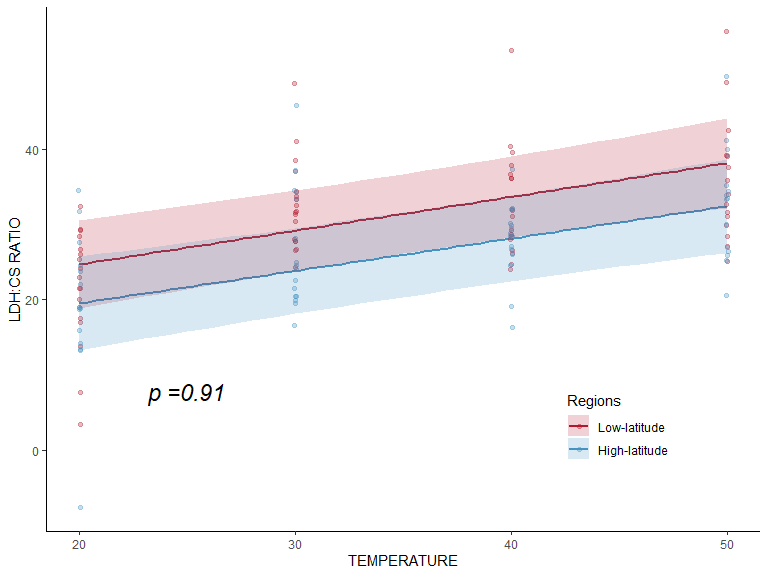 40
20
0
LDH:CS RATIO
p =0.91
Regions
Low-latitude
High-latitude
20 30 40 50
TEMPERATURE